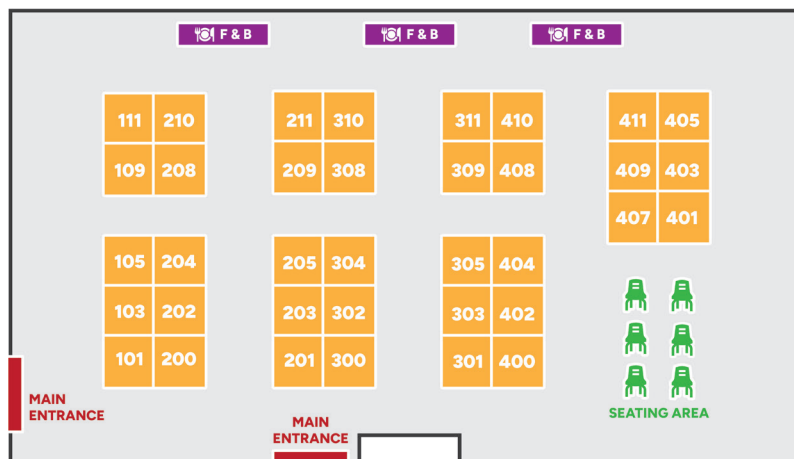 F & B F & B F & B
111 210 211 310 311 410 411 405
109 208 209 308 309 408 409 403
407 401
105 204 205 304 305 404
103 202 203 302 303 402
101 200 201 300 301 400
MAIN
ENTRANCE
MAIN
ENTRANCE
SEATING AREA